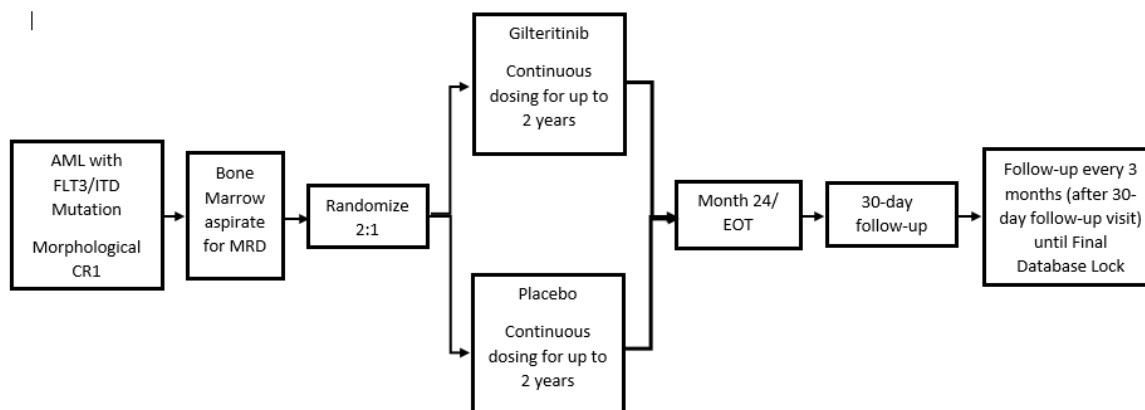 AML with
FLT3/ITD
Mutation
Morphological
CR1
Bone
Marrow
aspirate
for MRD
Randomize
2:1
Gilteritinib
Continuous
dosing for up to
2 years
Placebo
Continuous
dosing for up to
2 years
Month 24/
EOT
30-day
follow-up
Follow-up every 3
months (after 30-
day follow-up visit)
until Final
Database Lock